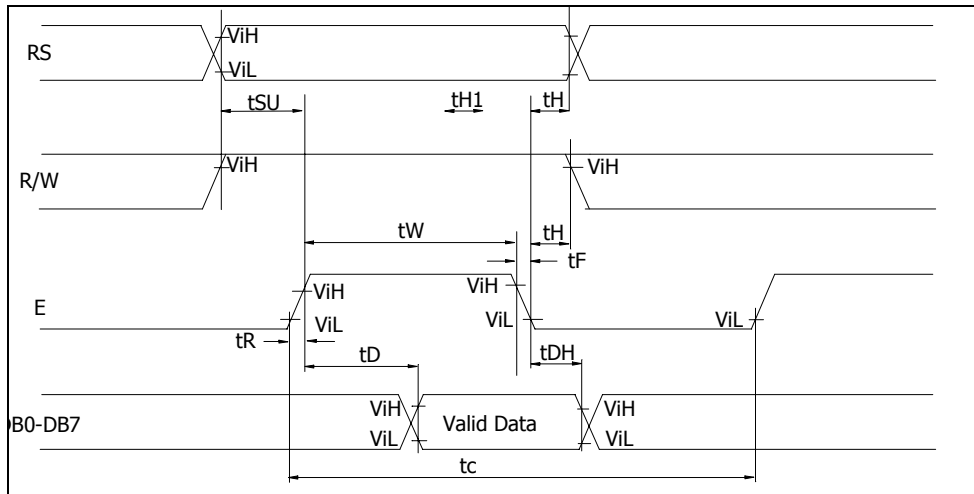 RS
ViH
ViL
tSU
tH1
tH
R/W
ViH
ViH
tW
tH
tF
E
ViH
ViH
ViL
ViL
ViL
tR
tD
tDH
DB0-DB7
ViH
ViL
Valid Data
ViH
ViL
tc